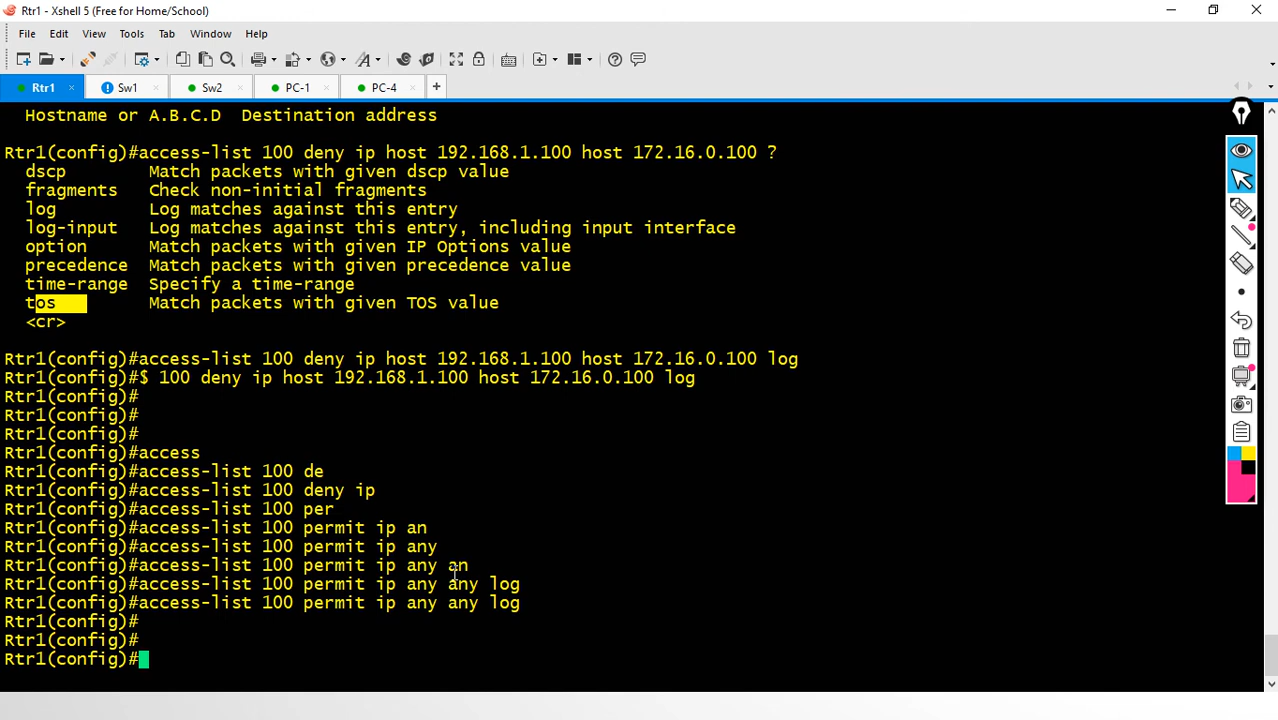 Rtr1 - Xshell 5 (Free for Home/School)
File Edit View Tools Tab Window Help
Rtr1 Sw1 Sw2 PC-1 PC-4
Hostname or A.B.C.D  Destination address
Rtr1(config)#access-list 100 deny ip host 192.168.1.100 host 172.16.0.100 ?
dscp         Match packets with given dscp value
fragments    Check non-initial fragments
log          Log matches against this entry
log-input    Log matches against this entry, including input interface
option       Match packets with given IP Options value
precedence   Match packets with given precedence value
time-range   Specify a time-range
tos          Match packets with given TOS value
<cr>
Rtr1(config)#access-list 100 deny ip host 192.168.1.100 host 172.16.0.100 log
Rtr1(config)#$ 100 deny ip host 192.168.1.100 host 172.16.0.100 log
Rtr1(config)#
Rtr1(config)#
Rtr1(config)#
Rtr1(config)#access
Rtr1(config)#access-list 100 de
Rtr1(config)#access-list 100 deny ip
Rtr1(config)#access-list 100 per
Rtr1(config)#access-list 100 permit ip an
Rtr1(config)#access-list 100 permit ip any
Rtr1(config)#access-list 100 permit ip any an
Rtr1(config)#access-list 100 permit ip any any log
Rtr1(config)#access-list 100 permit ip any any log
Rtr1(config)#
Rtr1(config)#
Rtr1(config)#